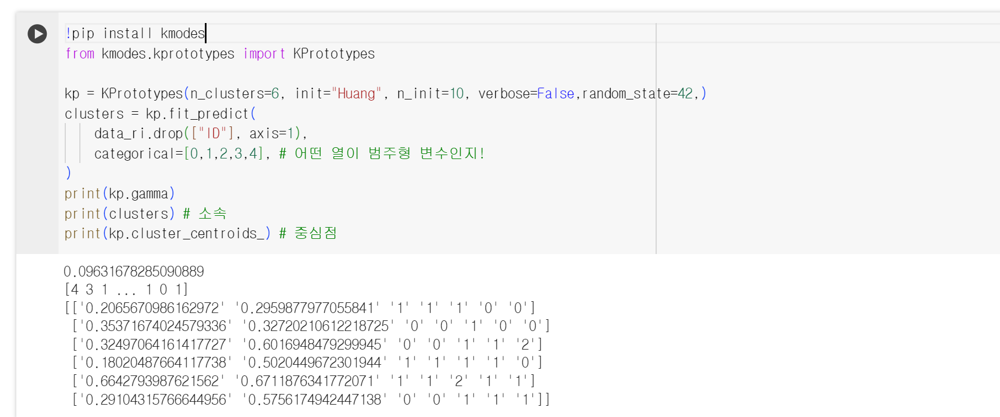 !pip install kmodes
from kmodes.kprototypes import KPrototypes
kp = KPrototypes(n_clusters=6, init="Huang", n_init=10, verbose=False,random_state=42,)
clusters = kp.fit_predict(
data_ri.drop(["ID"], axis=1),
categorical=[0,1,2,3,4], # 어떤 열이 범주형 변수인지!
)
print(kp.gamma)
print(clusters) # 소속
print(kp.cluster_centroids_) # 중심점
0.09631678285090889
[4 3 1 ... 1 0 1]
[['0.2065670986162972' '0.2959877977055841' '1' '1' '1' '0' '0']
['0.35371674024579336' '0.32720210612218725' '0' '0' '1' '0' '0']
['0.32497064161417727' '0.6016948479299945' '0' '0' '1' '1' '2']
['0.18020487664117738' '0.5020449672301944' '1' '1' '1' '1' '0']
['0.6642793987621562' '0.6711876341772071' '1' '1' '2' '1' '1']
['0.29104315766644956' '0.5756174942447138' '0' '0' '1' '1' '1']]